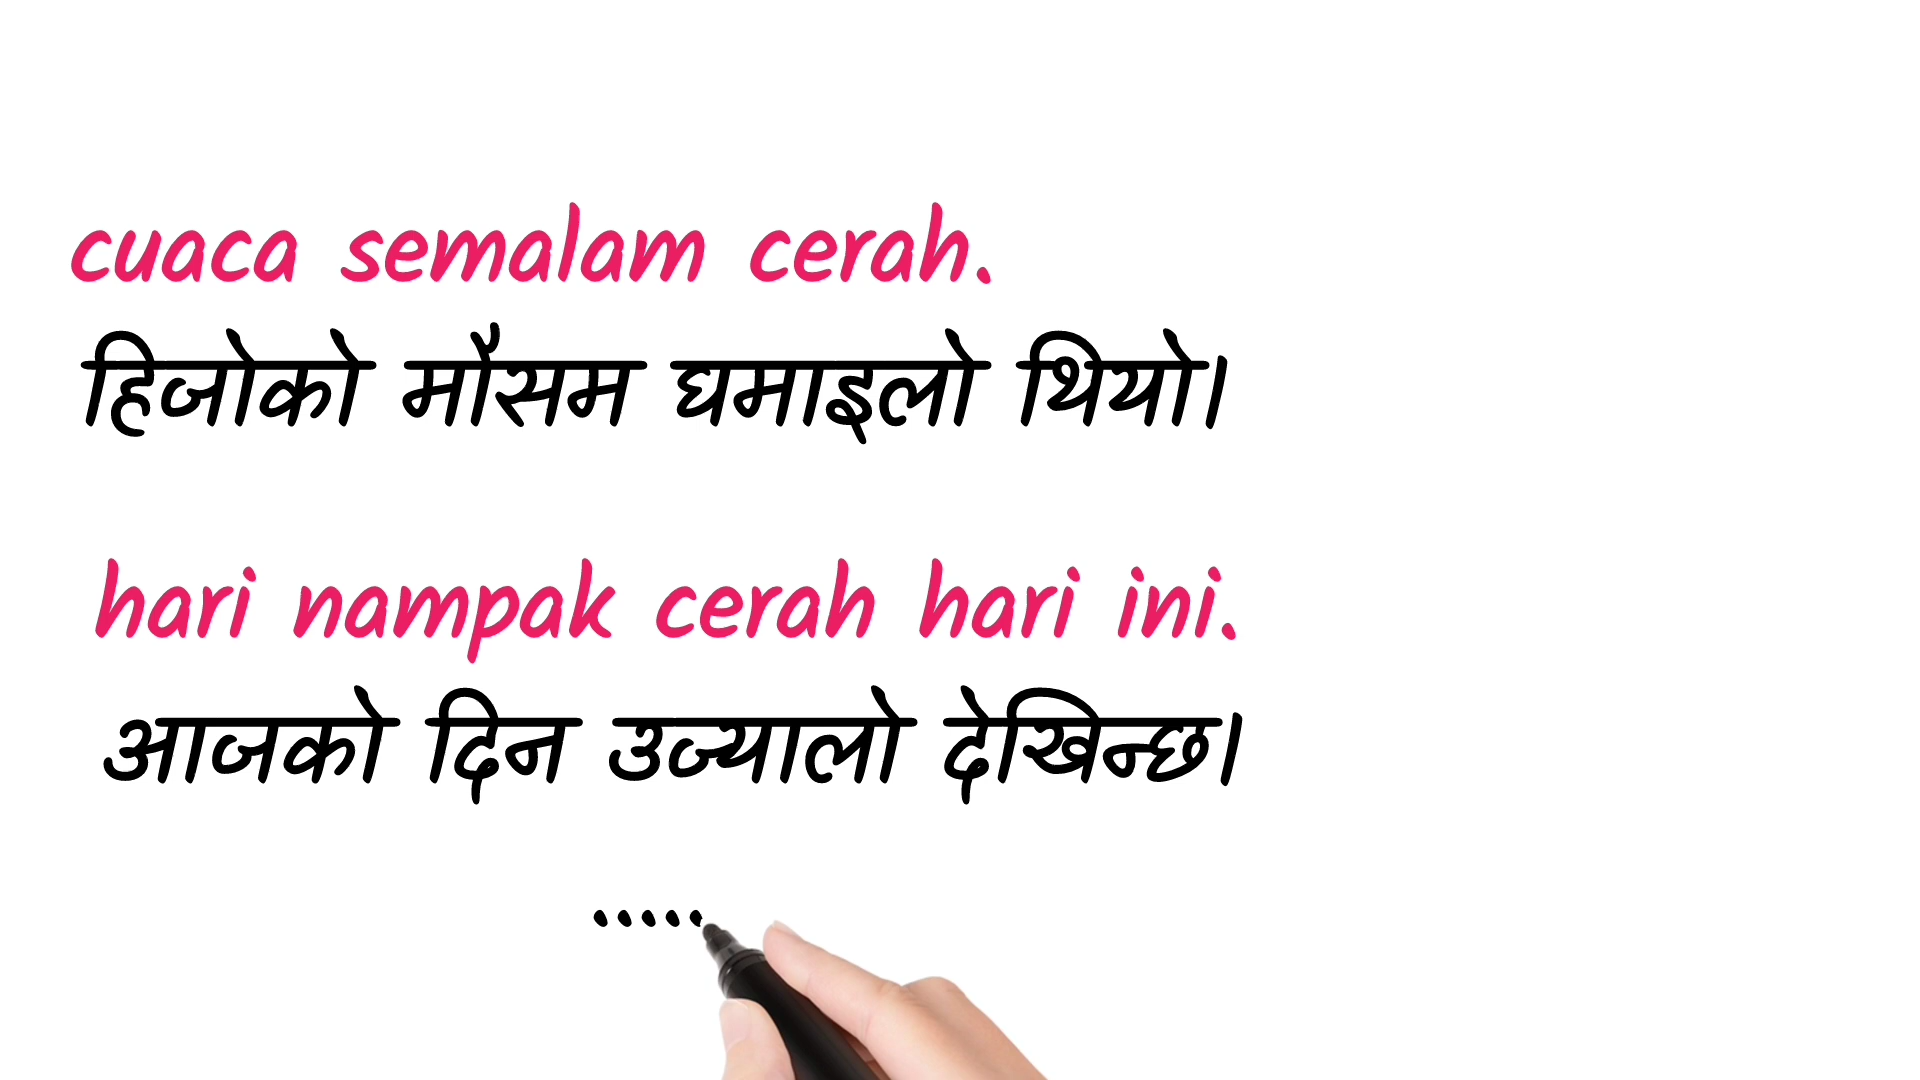 cuaca semalam cerah.
हिजोको मौसम घमाइलो थियो।
hari nampak cerah hari ini.
आजको दिन उज्यालो देखिन्छ।
.....